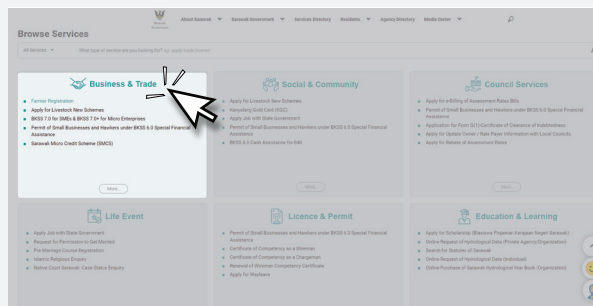 About Sarawak
Sarawak Government
Services Directory
Residents
Agency Directory
Media Center
Browse Services
All Services
What type of service are you looking for? eg. apply trade license
Business & Trade
Farmer Registration
Apply for Livestock New Schemes
BKSS 7.0 for SMEs & BKSS 7.0+ for Micro Enterprises
Permit of Small Businesses and Hawkers under BKSS 6.0 Special Financial
Assistance
Sarawak Micro Credit Scheme (SMCS)
More
Social & Community
Apply for Livestock New Schemes
Kenyalang Gold Card (KGC)
Apply Job with State Government
Permit of Small Businesses and Hawkers under BKSS 6.0 Special Financial
Assistance
BKSS 6.0 Cash Assistance for B40
More
Council Services
Apply for e-Billing of Assessment Rates Bills
Permit of Small Businesses and Hawkers under BKSS 6.0 Special Financial
Assistance
Application for Form G(1)-Certificate of Clearance of Indebtedness
Apply for Update Owner / Rate Payer Information with Local Councils
Apply for Rebate of Assessment Rates
More
Life Event
Apply Job with State Government
Request for Permission to Get Married
Pre Marriage Course Registration
Islamic Religious Enquiry
Native Court Sarawak: Case Status Enquiry
Licence & Permit
Permit of Small Businesses and Hawkers under BKSS 6.0 Special Financial
Assistance
Certificate of Competency as a Wireman
Certificate of Competency as a Chargeman
Renewal of Wireman Competency Certificate
Apply for Playlawa
Education & Learning
Apply for Scholarship (Biasiswa Pinjaman Kerajaan Negeri Sarawak)
Online Request of Hydrological Data (Private Agency/Organization)
Search for Statutes of Sarawak
Online Request of Hydrological Data (Individual)
Online Purchase of Sarawak Hydrological Year Book (Organization)